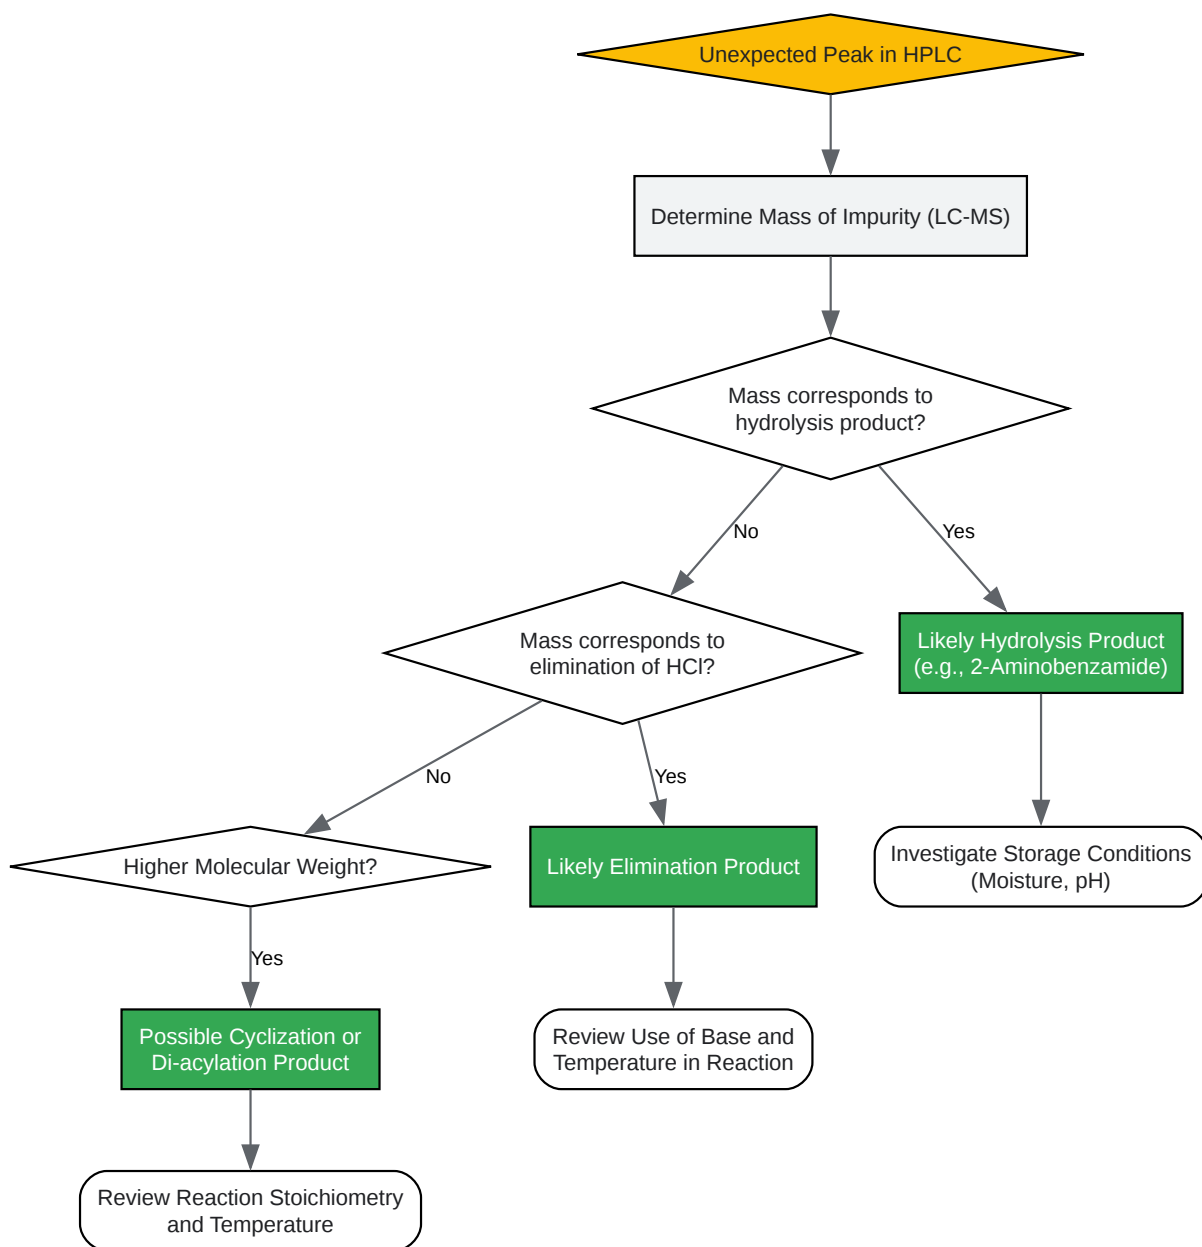 Unexpected Peak in HPLC
Determine Mass of Impurity (LC-MS)
Mass corresponds to
hydrolysis product?
No
Yes
Mass corresponds to
elimination of HCl?
Likely Hydrolysis Product
(e.g., 2-Aminobenzamide)
No
Yes
Higher Molecular Weight?
Likely Elimination Product
Investigate Storage Conditions
(Moisture, pH)
Yes
Possible Cyclization or
Di-acylation Product
Review Use of Base and
Temperature in Reaction
Review Reaction Stoichiometry
and Temperature